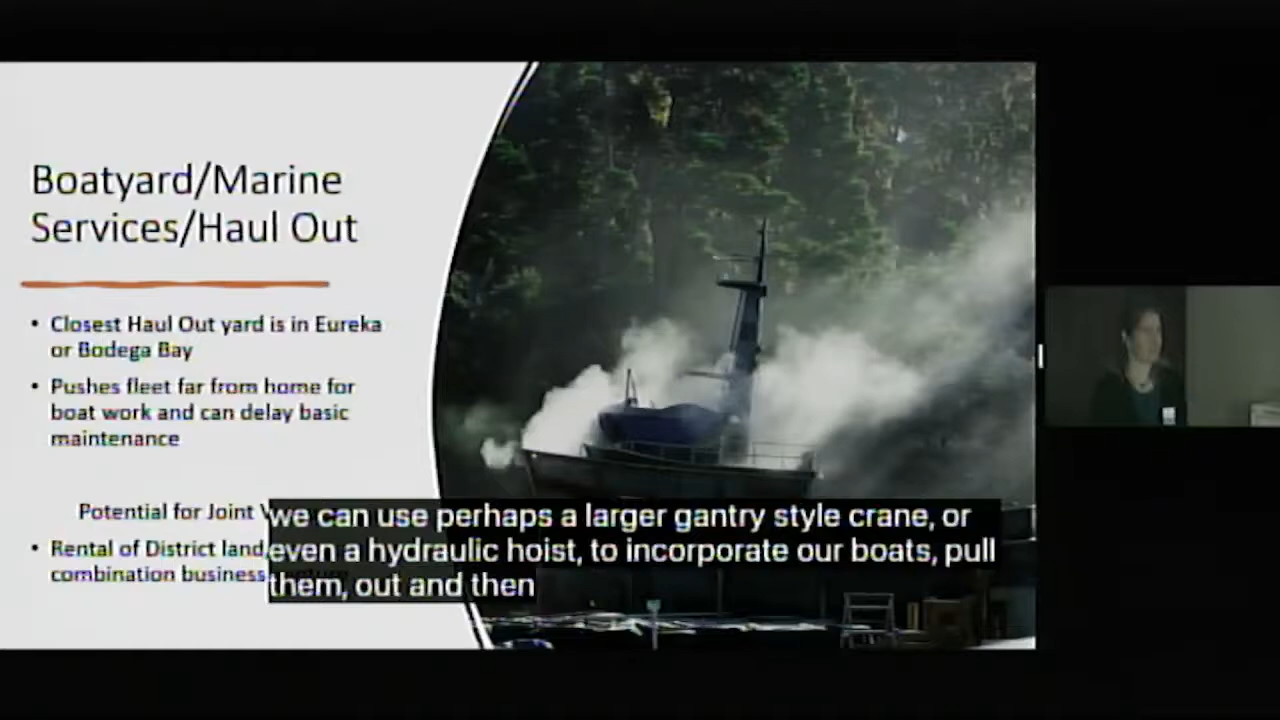 Boatyard/Marine
Services/Haul Out
• Closest Haul Out yard is in Eureka
or Bodega Bay
• Pushes fleet far from home for
boat work and can delay basic
maintenance
Potential for Joint
• Rental of District land
combination business
we can use perhaps a larger gantry style crane, or
even a hydraulic hoist, to incorporate our boats, pull
them, out and then